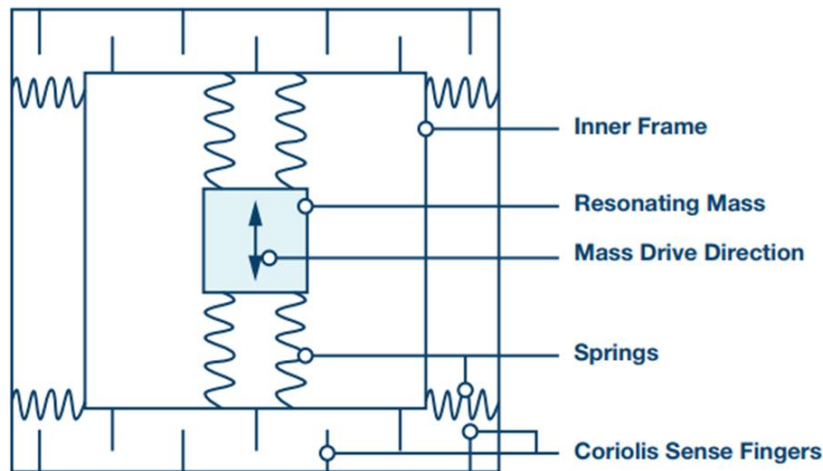 Inner Frame
Resonating Mass
Mass Drive Direction
Springs
Coriolis Sense Fingers